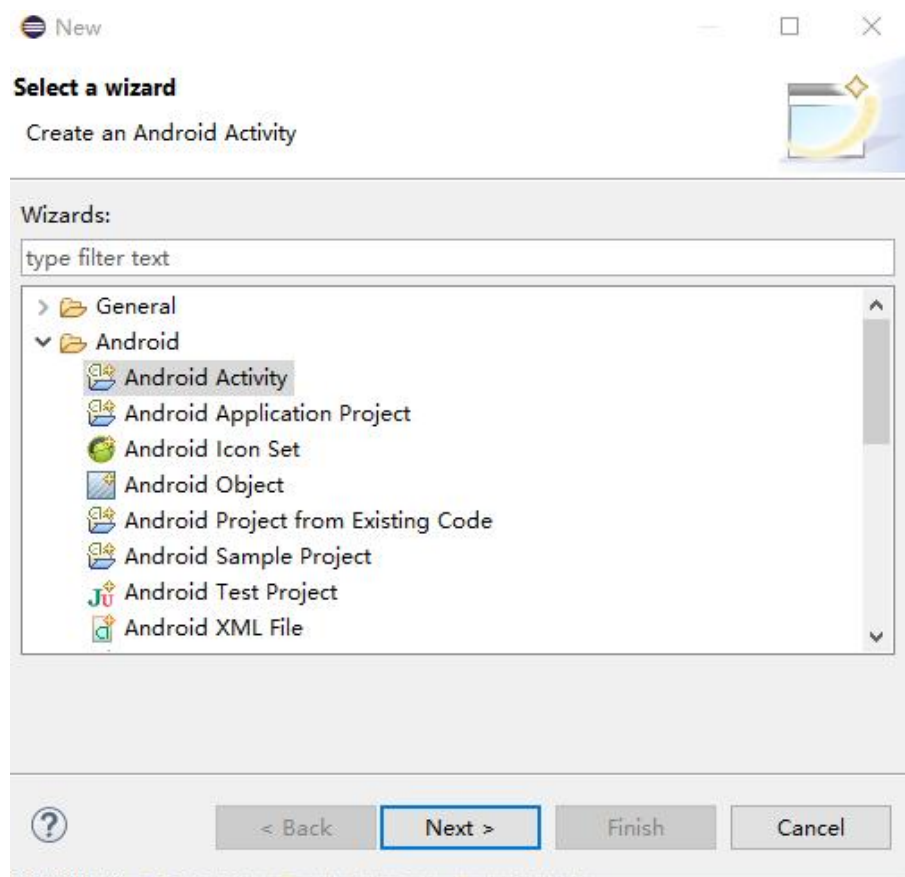 New
Select a wizard
Create an Android Activity
Wizards:
type filter text
General
Android
Android Activity
Android Application Project
Android Icon Set
Android Object
Android Project from Existing Code
Android Sample Project
Android Test Project
Android XML File
< Back Next > Finish Cancel